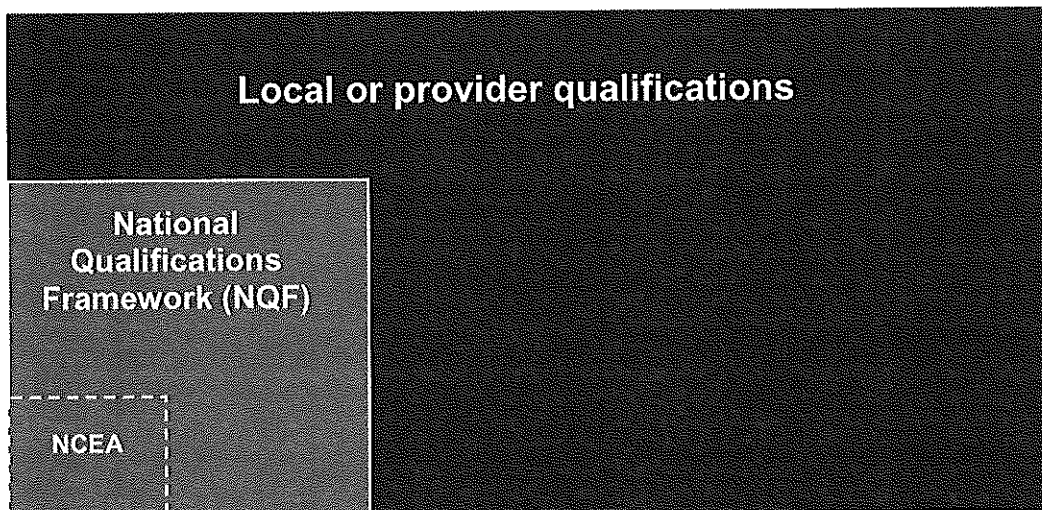 Local or provider qualifications
National
Qualifications
Framework (NQF)
NCEA